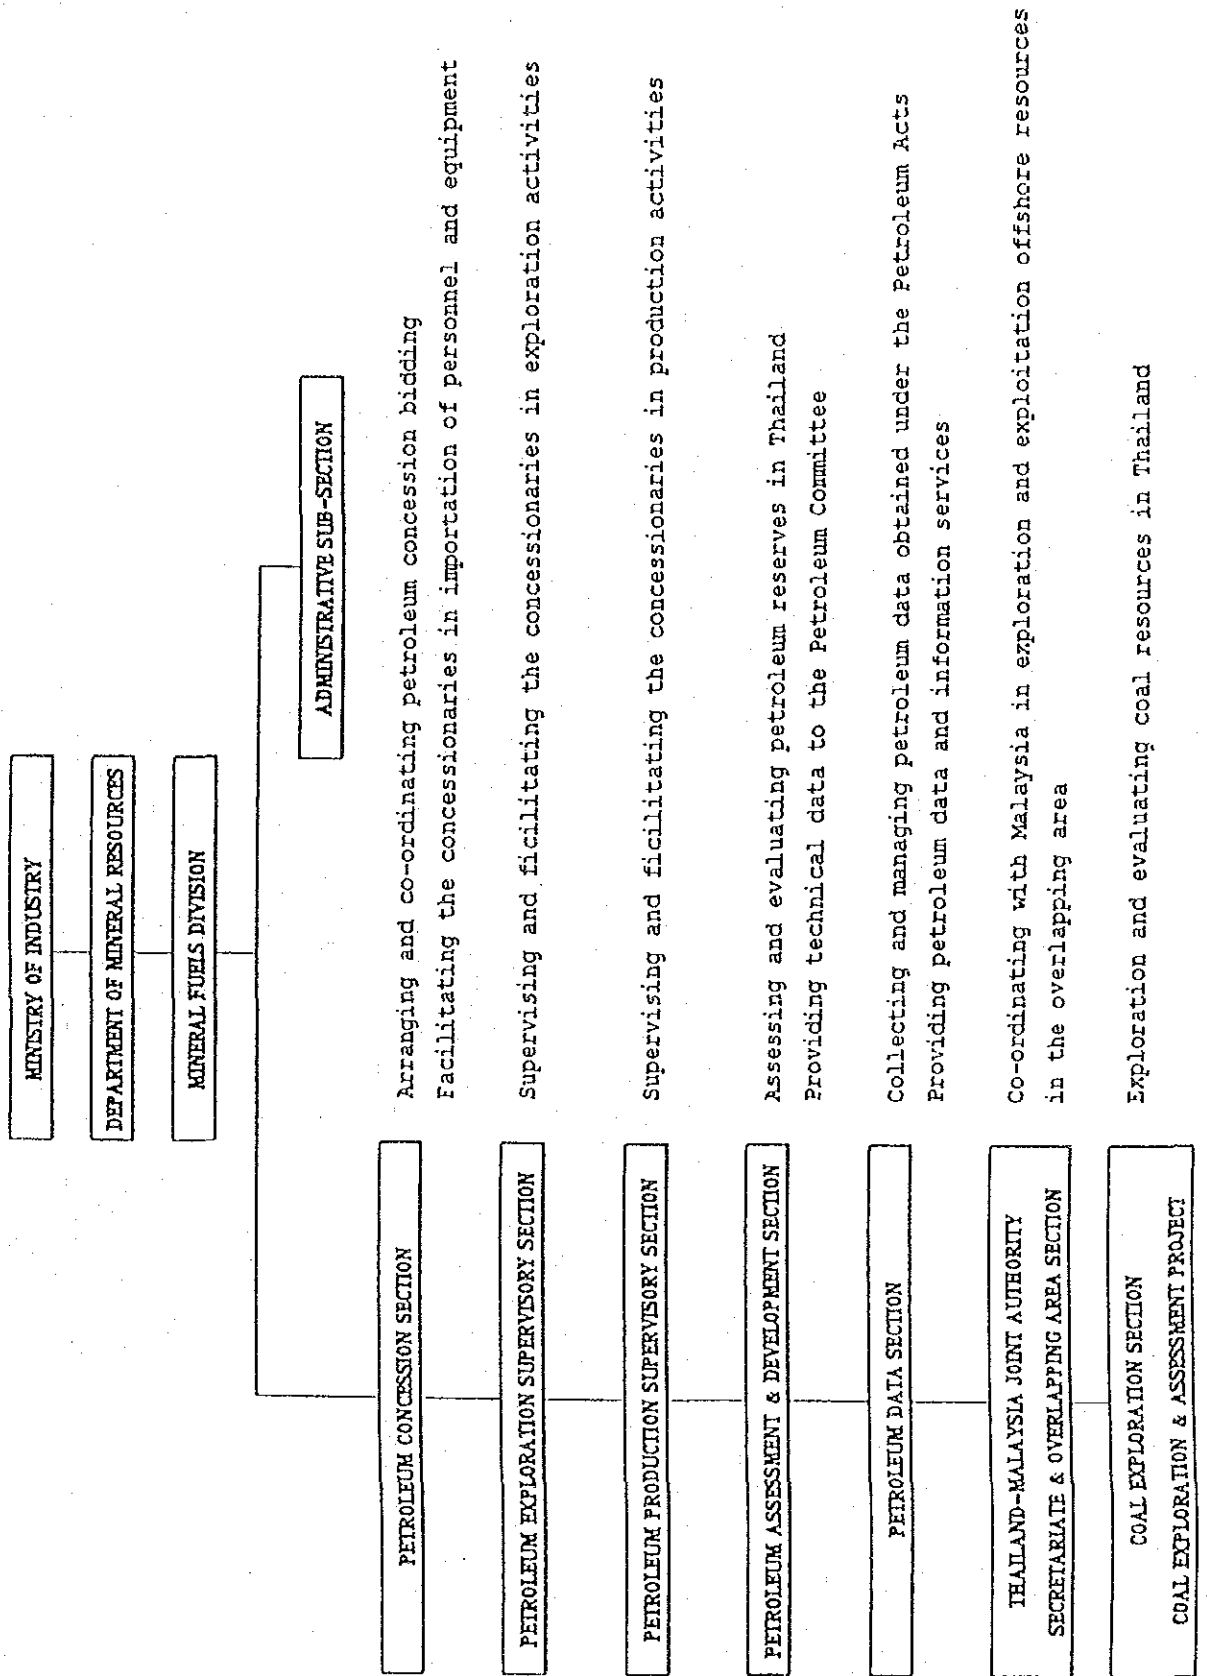 MINISTRY OF INDUSTRY
DEPARTMENT OF MINERAL RESOURCES
MINERAL FUELS DIVISION
ADMINISTRATIVE SUB-SECTION
PETROLEUM CONCESSION SECTION
Arranging and co-ordinating petroleum concession bidding
Facilitating the concessionaries in importation of personnel and equipment
PETROLEUM EXPLORATION SUPERVISORY SECTION
Supervising and ficilitating the concessionaries in exploration activities
PETROLEUM PRODUCTION SUPERVISORY SECTION
Supervising and ficilitating the concessionaries in production activities
PETROLEUM ASSESSMENT & DEVELOPMENT SECTION
Assessing and evaluating petroleum reserves in Thailand
Providing technical data to the Petroleum Committee
PETROLEUM DATA SECTION
Collecting and managing petroleum data obtained under the Petroleum Acts
Providing petroleum data and information services
THAILAND-MALAYSIA JOINT AUTHORITY
SECRETARIATE & OVERLAPPING AREA SECTION
Co-ordinating with Malaysia in exploration and exploitation offshore resources
in the overlapping area
COAL EXPLORATION SECTION
COAL EXPLORATION & ASSESSMENT PROJECT
Exploration and evaluating coal resources in Thailand